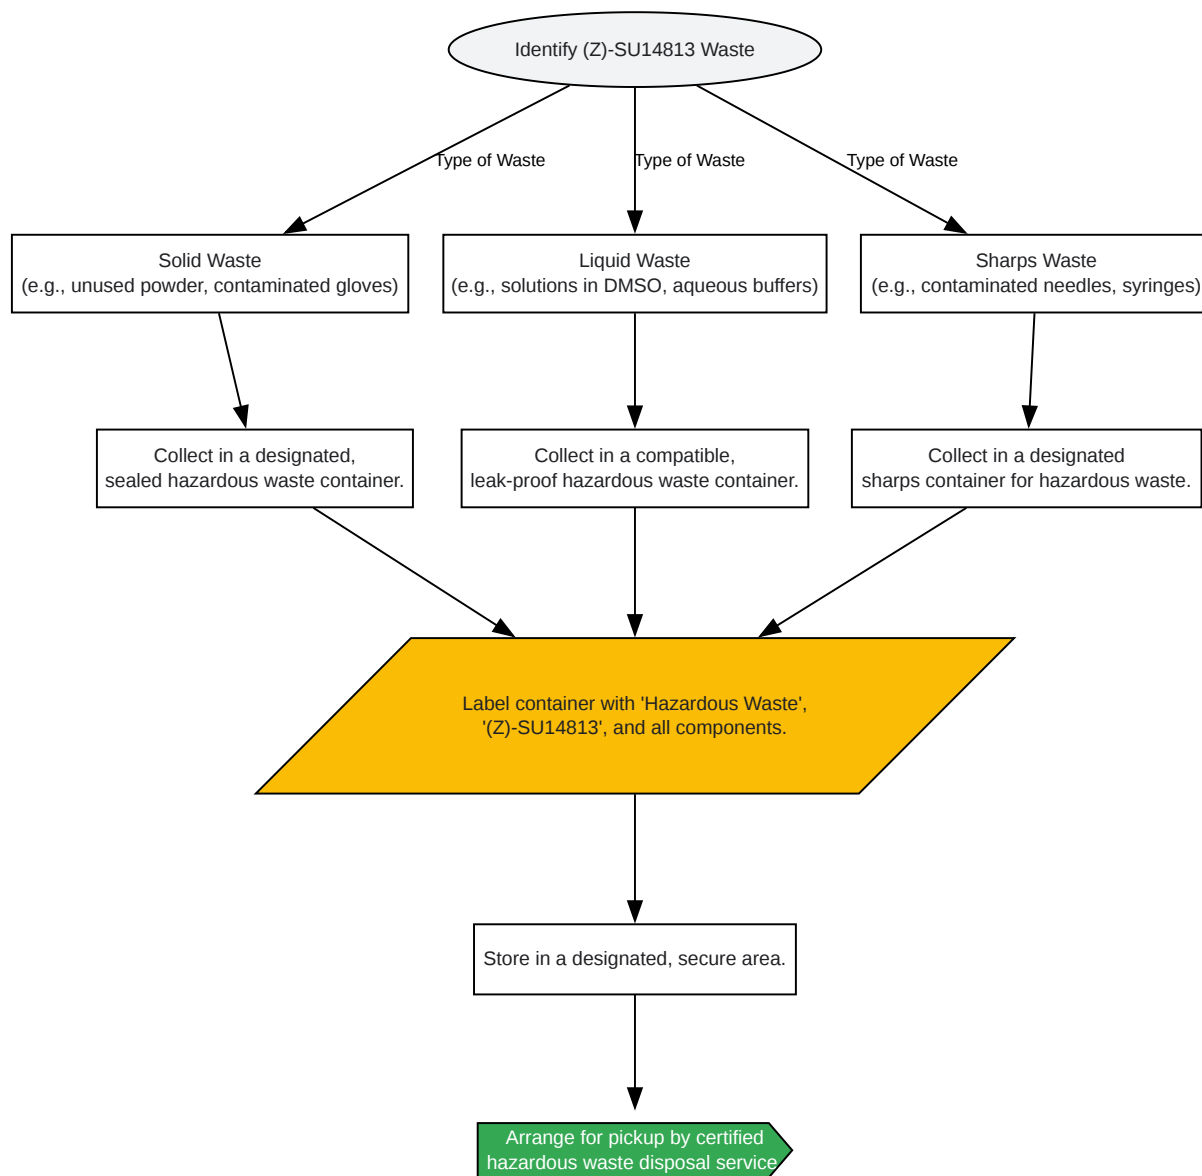 Identify (Z)-SU14813 Waste
Type of Waste
Type of Waste
Type of Waste
Solid Waste
(e.g., unused powder, contaminated gloves)
Liquid Waste
(e.g., solutions in DMSO, aqueous buffers)
Sharps Waste
(e.g., contaminated needles, syringes)
Collect in a designated,
sealed hazardous waste container.
Collect in a compatible,
leak-proof hazardous waste container.
Collect in a designated
sharps container for hazardous waste.
Label container with 'Hazardous Waste',
'(Z)-SU14813', and all components.
Store in a designated, secure area.
Arrange for pickup by certified
hazardous waste disposal service.